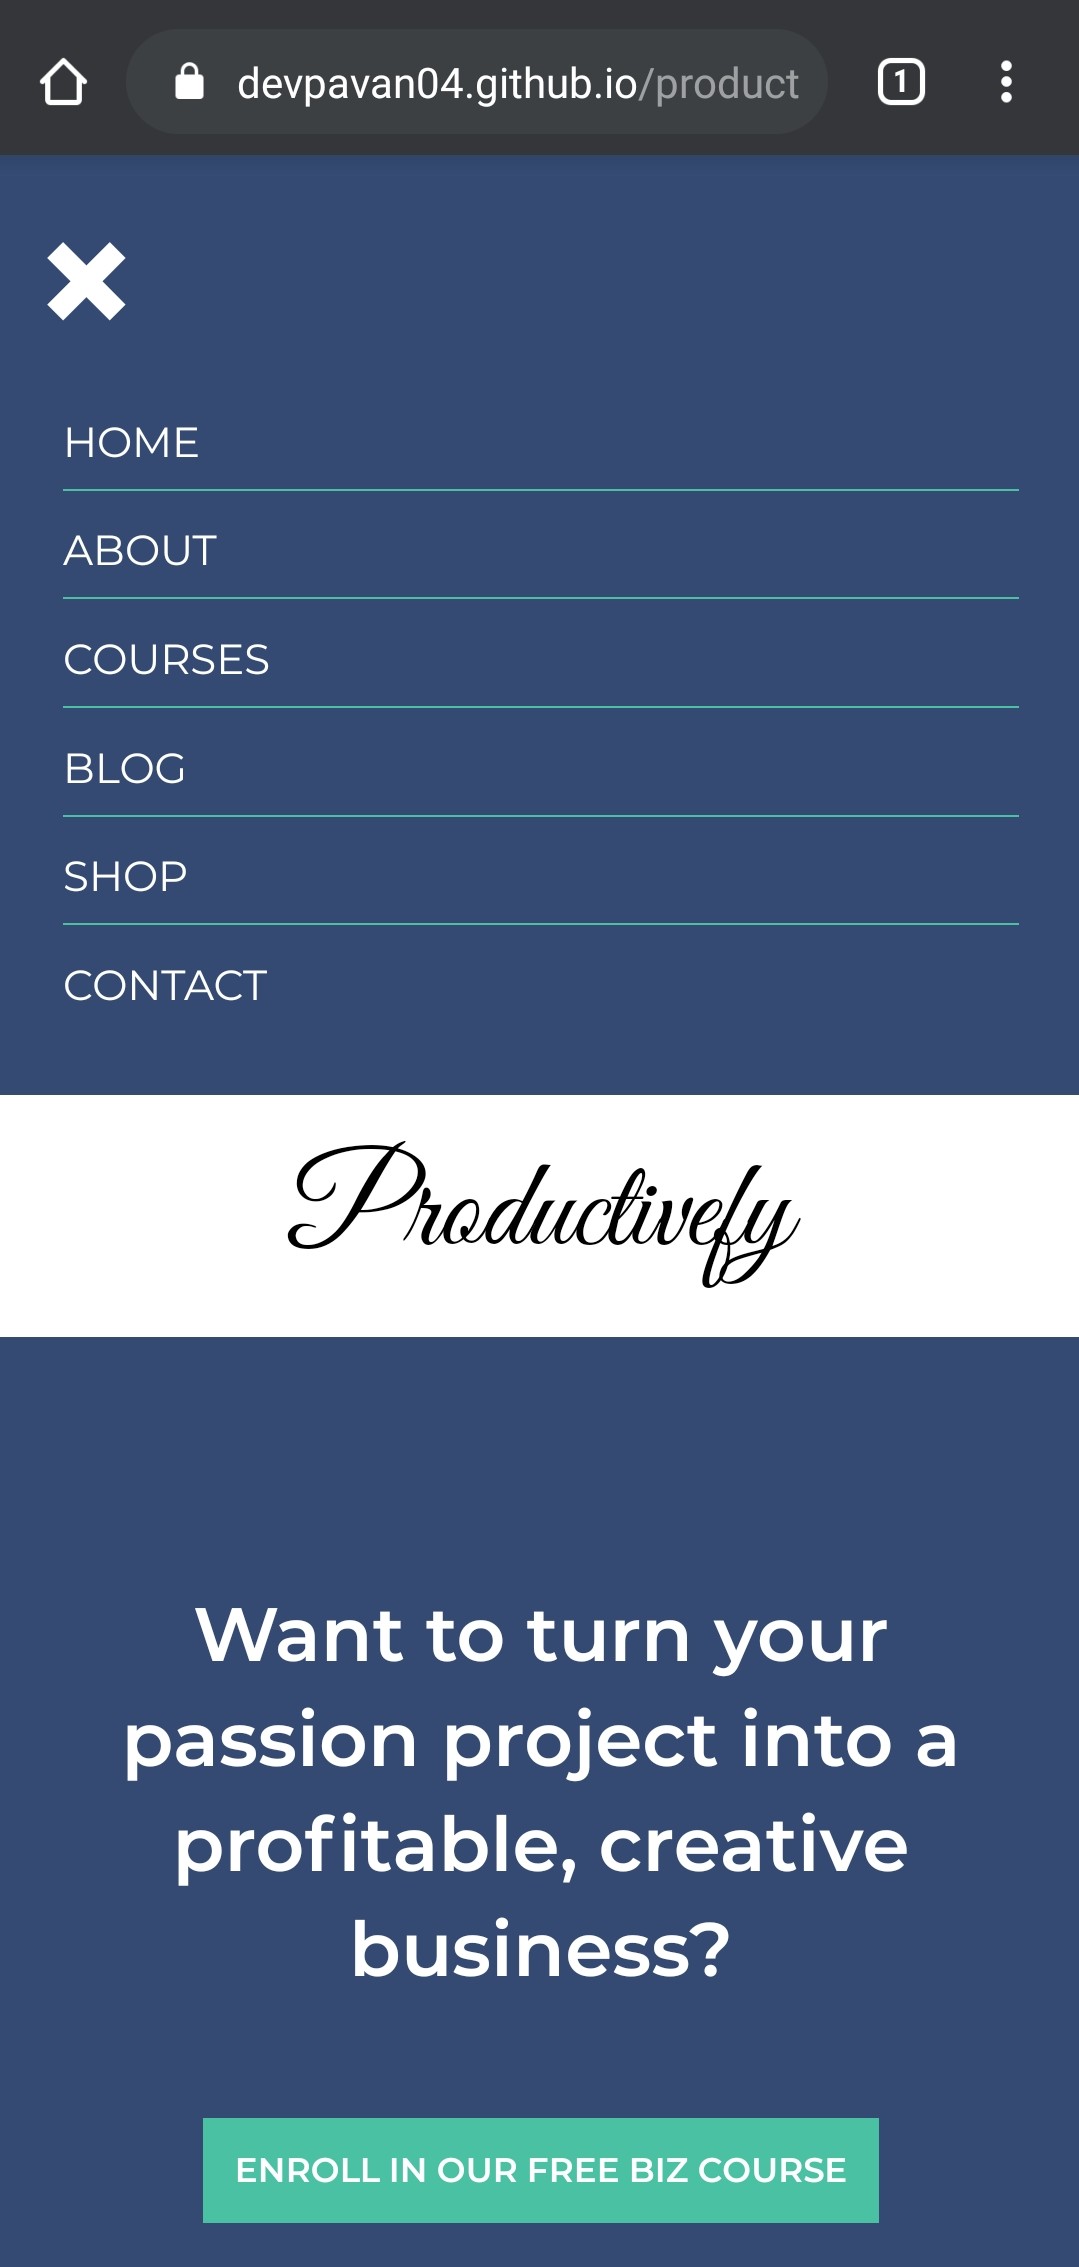 devpavan04.github.io/product
1
HOME
ABOUT
COURSES
BLOG
SHOP
CONTACT
Productively
Want to turn your
passion project into a
profitable, creative
business?
ENROLL IN OUR FREE BIZ COURSE